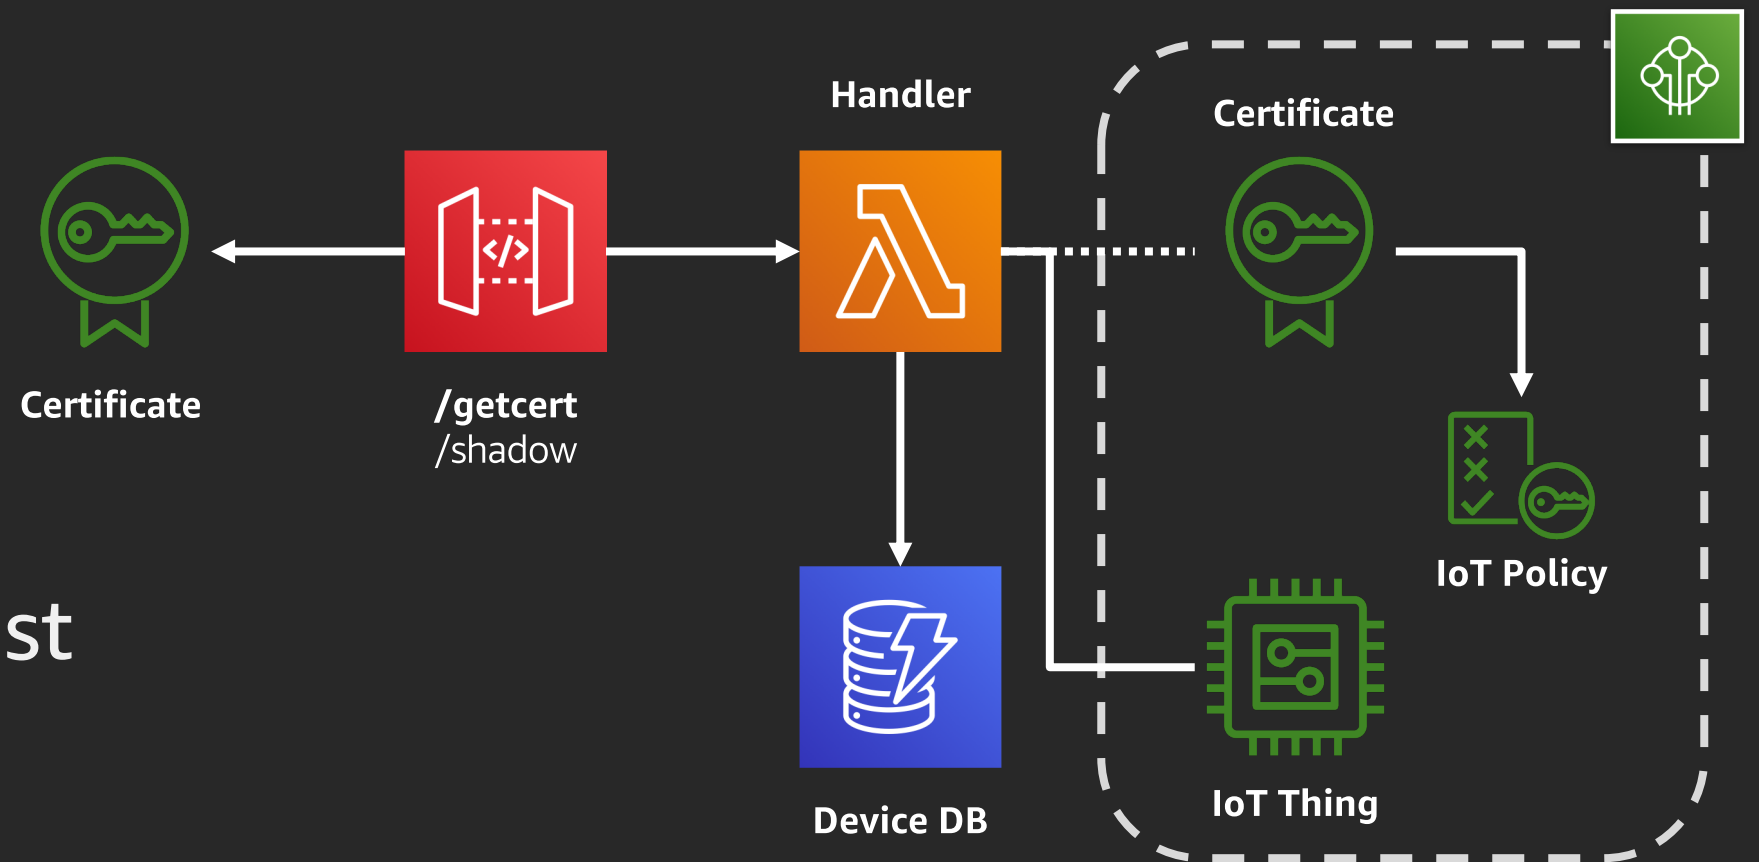 Handler
Certificate
Certificate
/getcert
/shadow
IoT Policy
st
IoT Thing
Device DB